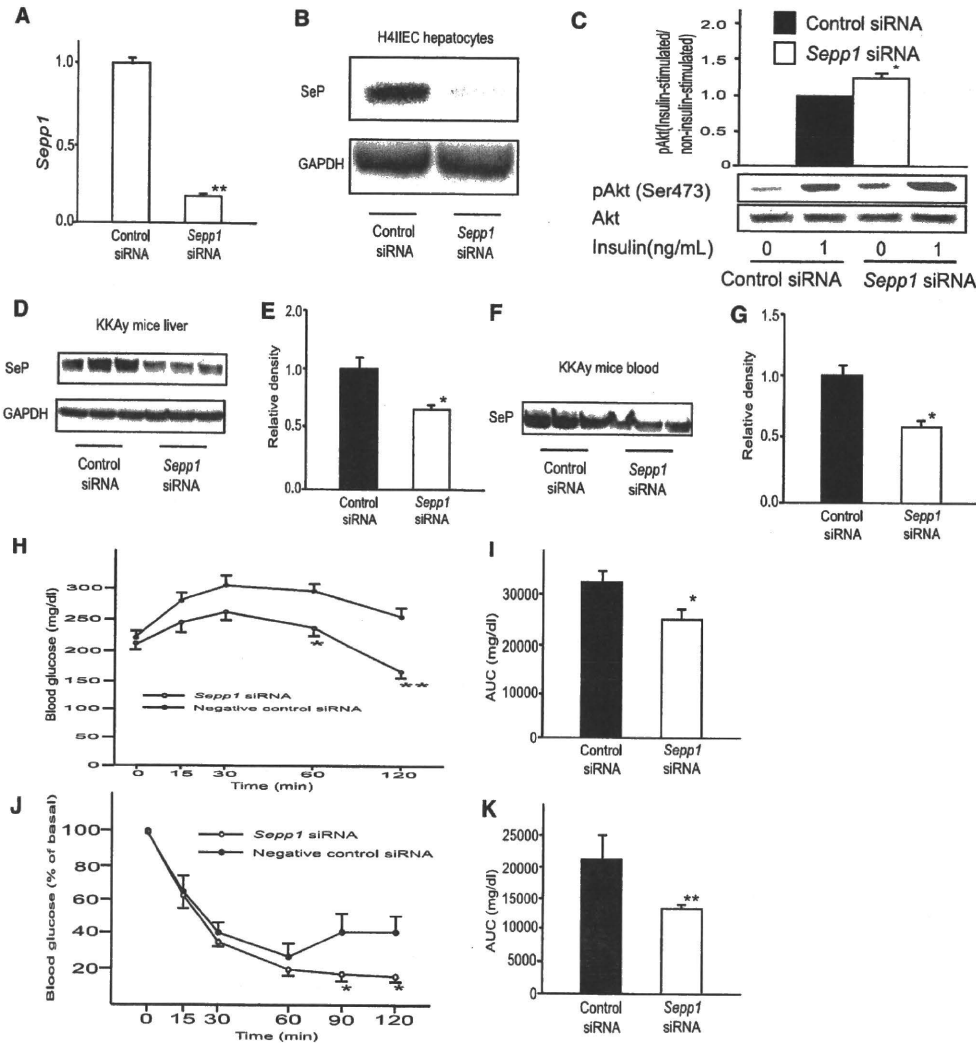 A
Sepp1
1.0
0.5
0.0
**
Control
siRNA
Sepp1
siRNA
B
H4IIEC hepatocytes
SeP
GAPDH
Control
siRNA
Sepp1
siRNA
C
pAkt(Insulin-stimulated/
non-insulin-stimulated)
2.0
1.5
1.0
Control siRNA
Sepp1 siRNA
*
pAkt (Ser473)
Akt
Insulin(ng/mL)
0 1 0 1
Control siRNA Sepp1 siRNA
D
KKAy mice liver
SeP
GAPDH
Control
siRNA
Sepp1
siRNA
E
Relative density
2.0
1.0
0.5
0.0
*
Control
siRNA
Sepp1
siRNA
F
KKAy mice blood
SeP
Control
siRNA
Sepp1
siRNA
G
Relative density
1.5
1.0
0.5
0.0
*
Control
siRNA
Sepp1
siRNA
H
Blood glucose (mg/dl)
300
250
200
150
100
50
0
*
**
Sepp1 siRNA
Negative control siRNA
0 15 30 60 120
Time (min)
I
AUC (mg/dl)
30000
20000
10000
0
*
Control
siRNA
Sepp1
siRNA
J
Blood glucose (% of basal)
100
80
60
40
20
Sepp1 siRNA
Negative control siRNA
* *
0 15 30 60 90 120
Time (min)
K
AUC (mg/dl)
25000
20000
15000
10000
5000
0
**
Control
siRNA
Sepp1
siRNA